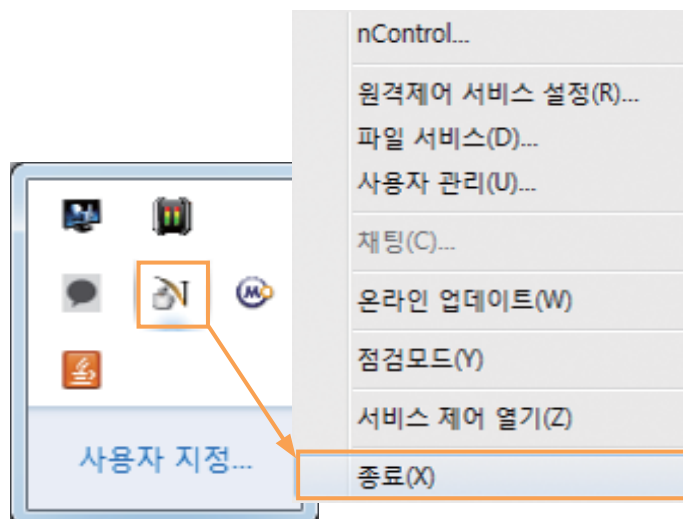 nControl...
원격제어 서비스 설정(R)...
파일 서비스(D)...
사용자 관리(U)...
채팅(C)...
온라인 업데이트(W)
점검모드(Y)
서비스 제어 열기(Z)
종료(X)
사용자 지정...